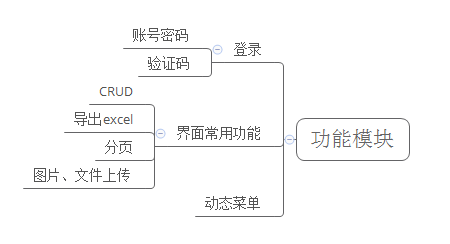 账号密码
登录
验证码
CRUD
导出excel
界面常用功能
功能模块
分页
图片、文件上传
动态菜单